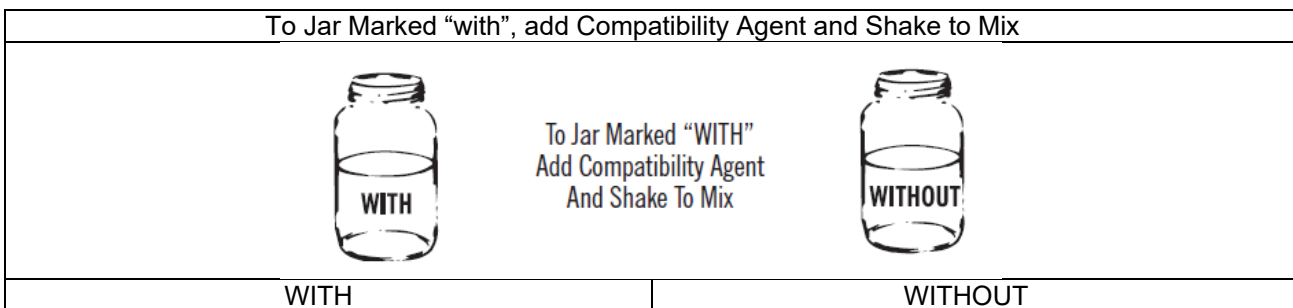 To Jar Marked “with”, add Compatibility Agent and Shake to Mix
To Jar Marked “WITH”
Add Compatibility Agent
And Shake To Mix
WITH
WITHOUT
WITH
WITHOUT